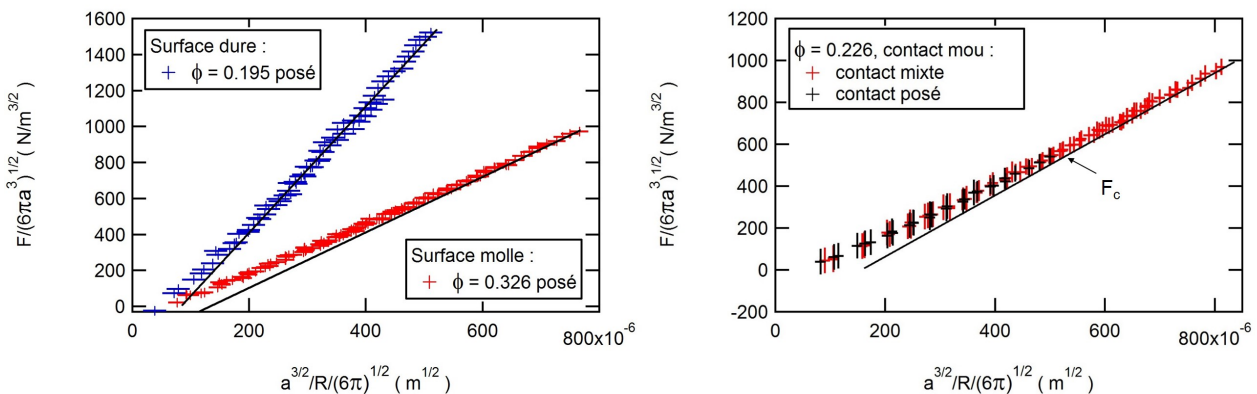 1600
1400
1200
1000
800
600
400
200
0
F/(6πa³)^1/2 ( N/m^3/2)
Surface dure :
ϕ = 0.195 posé
Surface molle :
ϕ = 0.326 posé
0 200 400 600 800x10^-6
a^3/2/R/(6π)^1/2 ( m^1/2)
1200
1000
800
600
400
200
0
-200
F/(6πa³)^1/2 ( N/m^3/2)
ϕ = 0.226, contact mou :
contact mixte
contact posé
F_c
0 200 400 600 800x10^-6
a^3/2/R/(6π)^1/2 ( m^1/2)